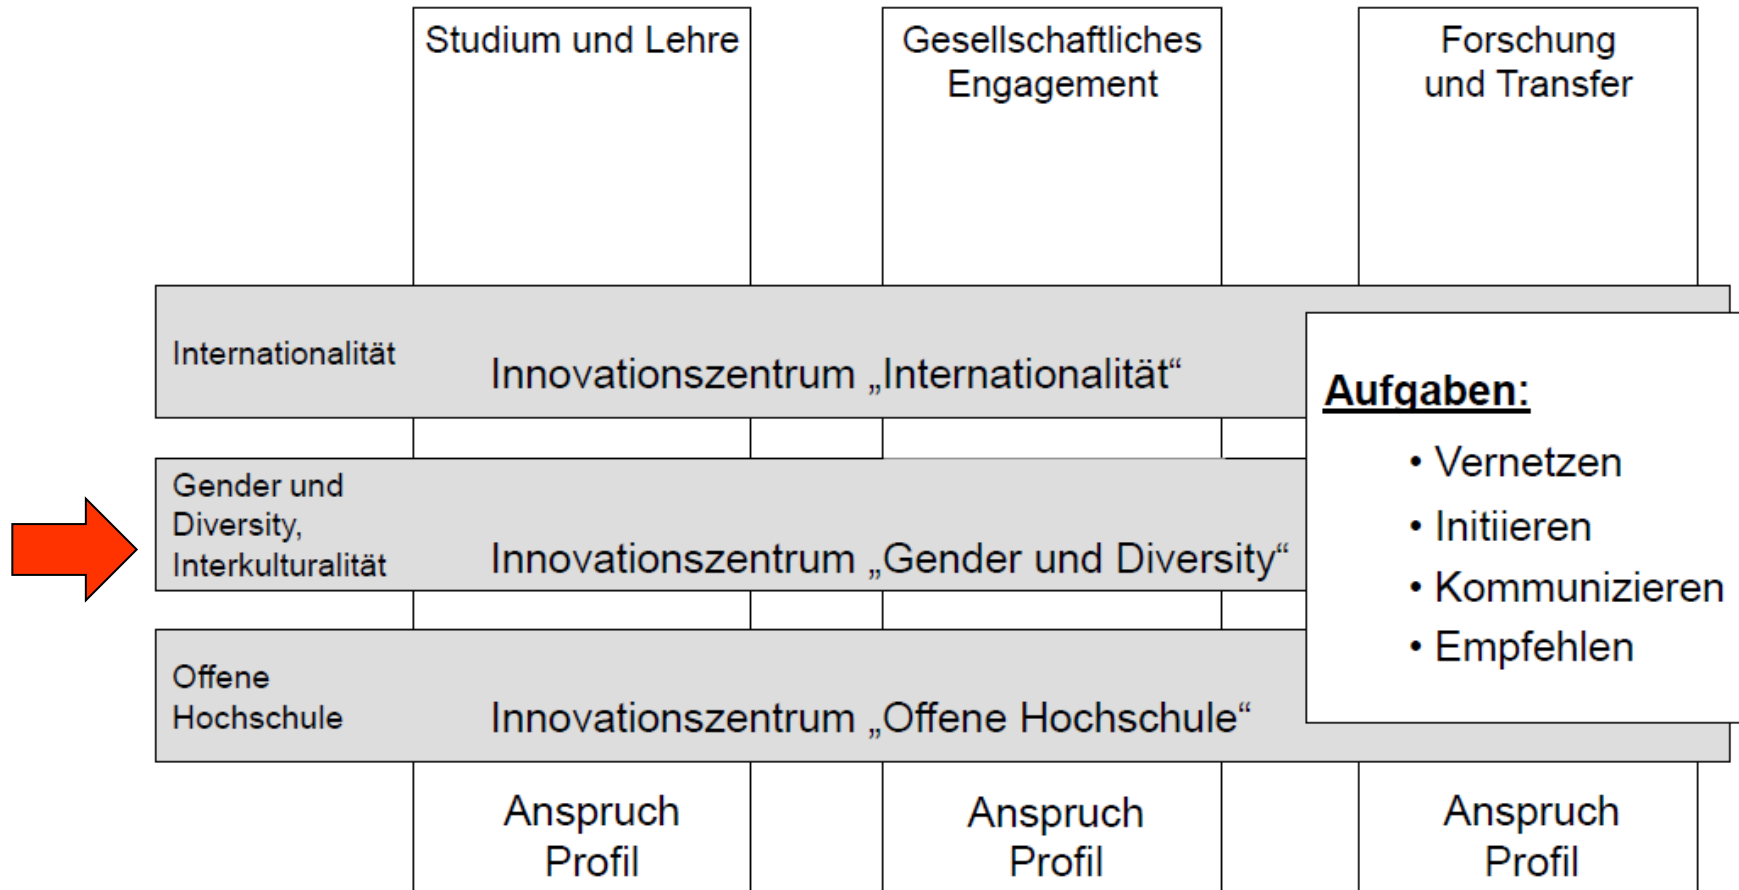 Studium und Lehre
Gesellschaftliches
Engagement
Forschung
und Transfer
Internationalität
Innovationszentrum „Internationalität“
Gender und
Diversity,
Interkulturalität
Innovationszentrum „Gender und Diversity“
Offene
Hochschule
Innovationszentrum „Offene Hochschule“
Aufgaben:
• Vernetzen
• Initiieren
• Kommunizieren
• Empfehlen
Anspruch
Profil
Anspruch
Profil
Anspruch
Profil